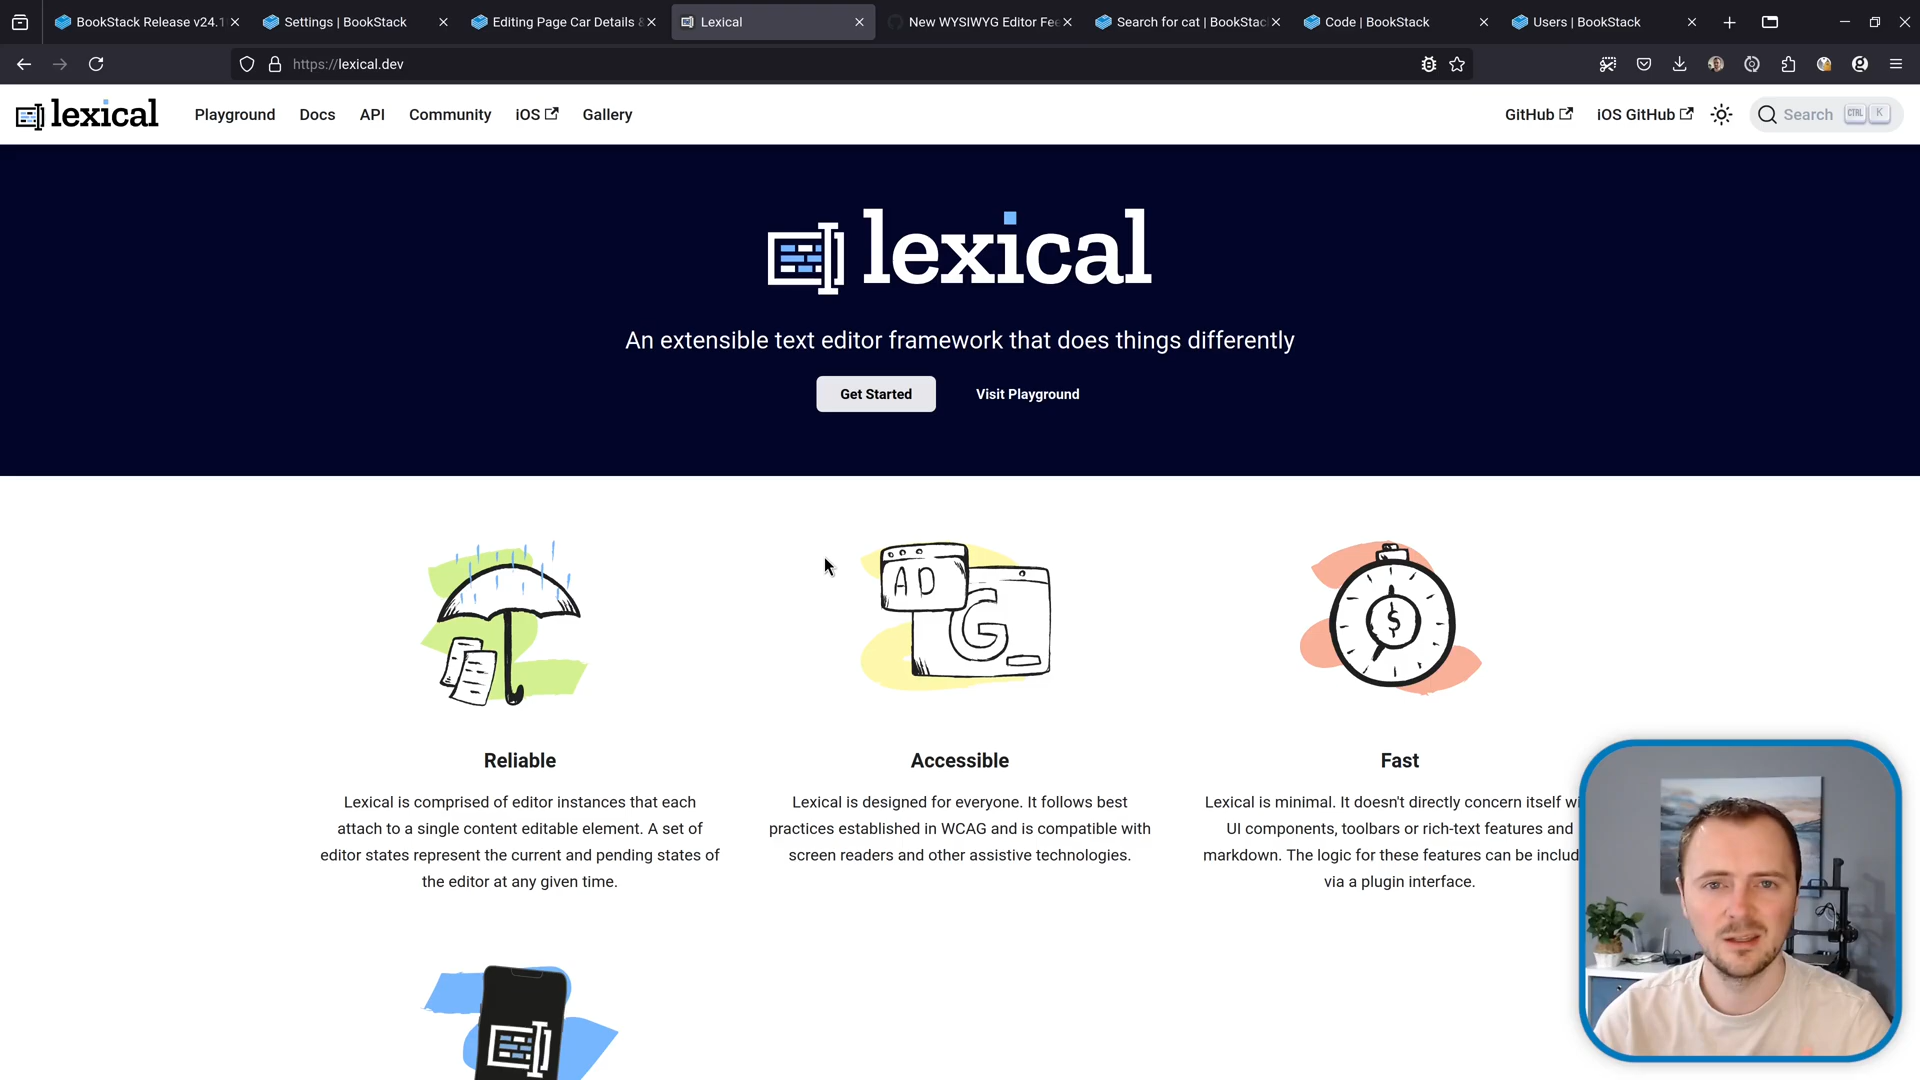 BookStack Release v24.1
Settings | BookStack
Editing Page Car Details &
Lexical
New WYSIWYG Editor Fee
Search for cat | BookStac
Code | BookStack
Users | BookStack
https://lexical.dev
lexical
Playground
Docs
API
Community
iOS
Gallery
GitHub
iOS GitHub
Search
CTRL
K
lexical
An extensible text editor framework that does things differently
Get Started
Visit Playground
AD
G
$
Reliable
Lexical is comprised of editor instances that each
attach to a single content editable element. A set of
editor states represent the current and pending states of
the editor at any given time.
Accessible
Lexical is designed for everyone. It follows best
practices established in WCAG and is compatible with
screen readers and other assistive technologies.
Fast
Lexical is minimal. It doesn't directly concern itself wi
UI components, toolbars or rich-text features and
markdown. The logic for these features can be includ
via a plugin interface.